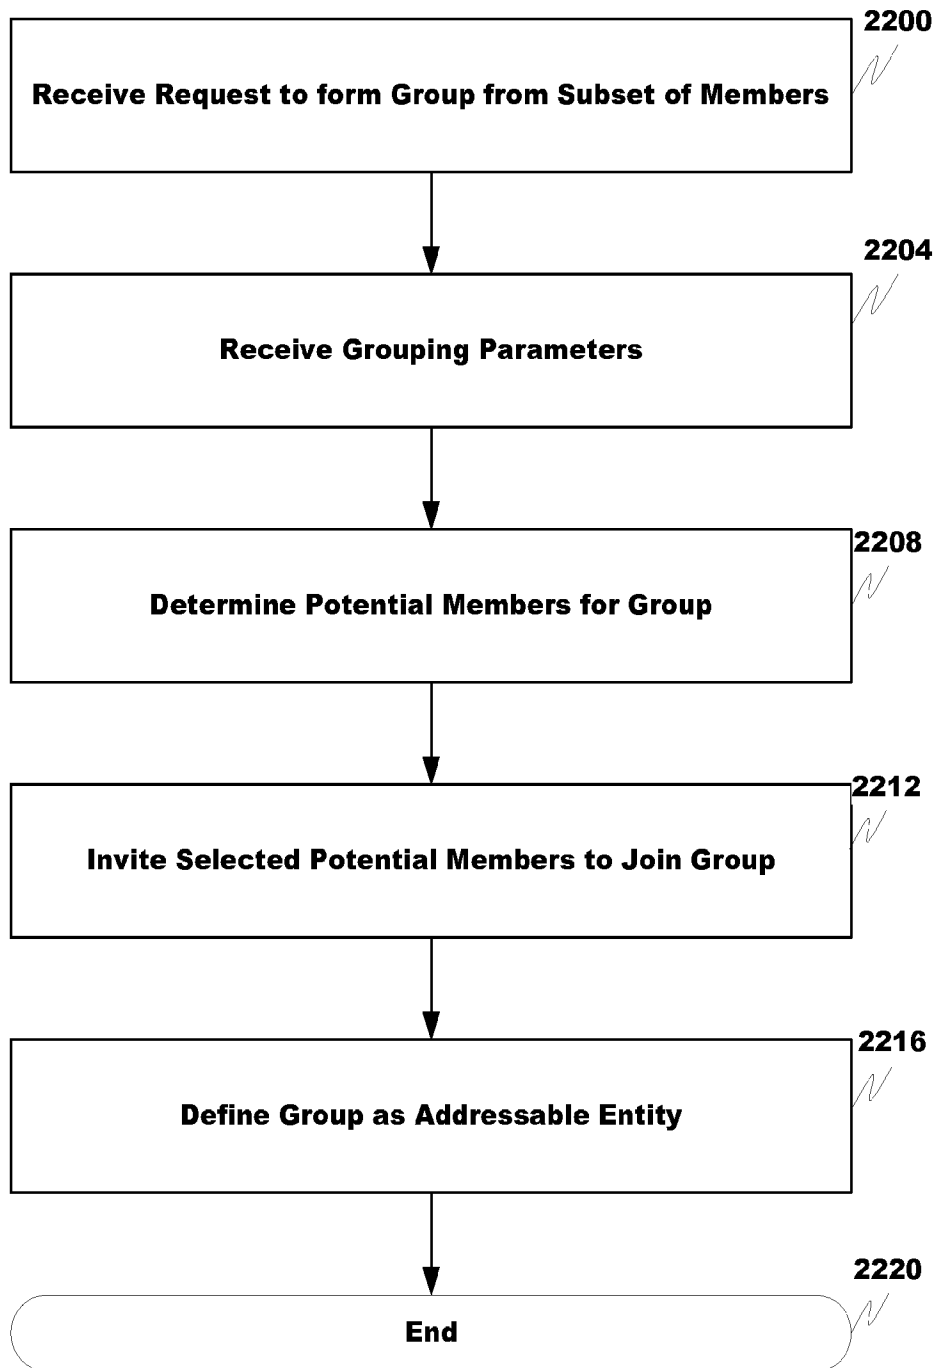 2200
Receive Request to form Group from Subset of Members
2204
Receive Grouping Parameters
2208
Determine Potential Members for Group
2212
Invite Selected Potential Members to Join Group
2216
Define Group as Addressable Entity
2220
End